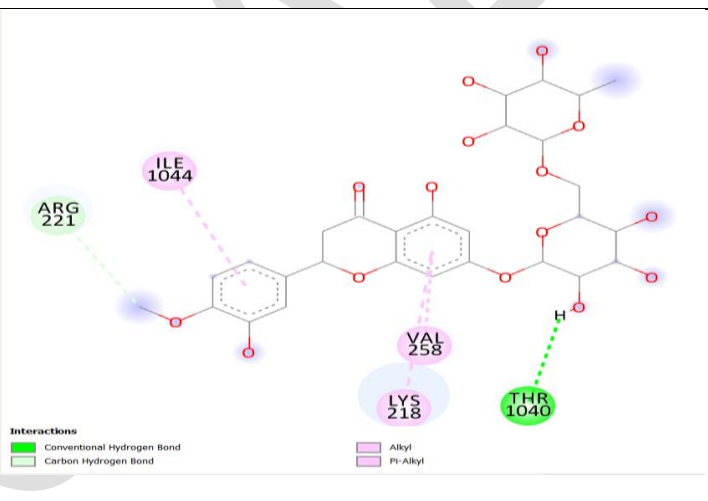 O
O
O
O
O
ILE
1044
ARG
221
O
O
O
O
O
O
O
O
O
H
O
O
VAL
258
LYS
218
THR
1040
Interactions
Conventional Hydrogen Bond
Carbon Hydrogen Bond
Alkyl
Pi-Alkyl